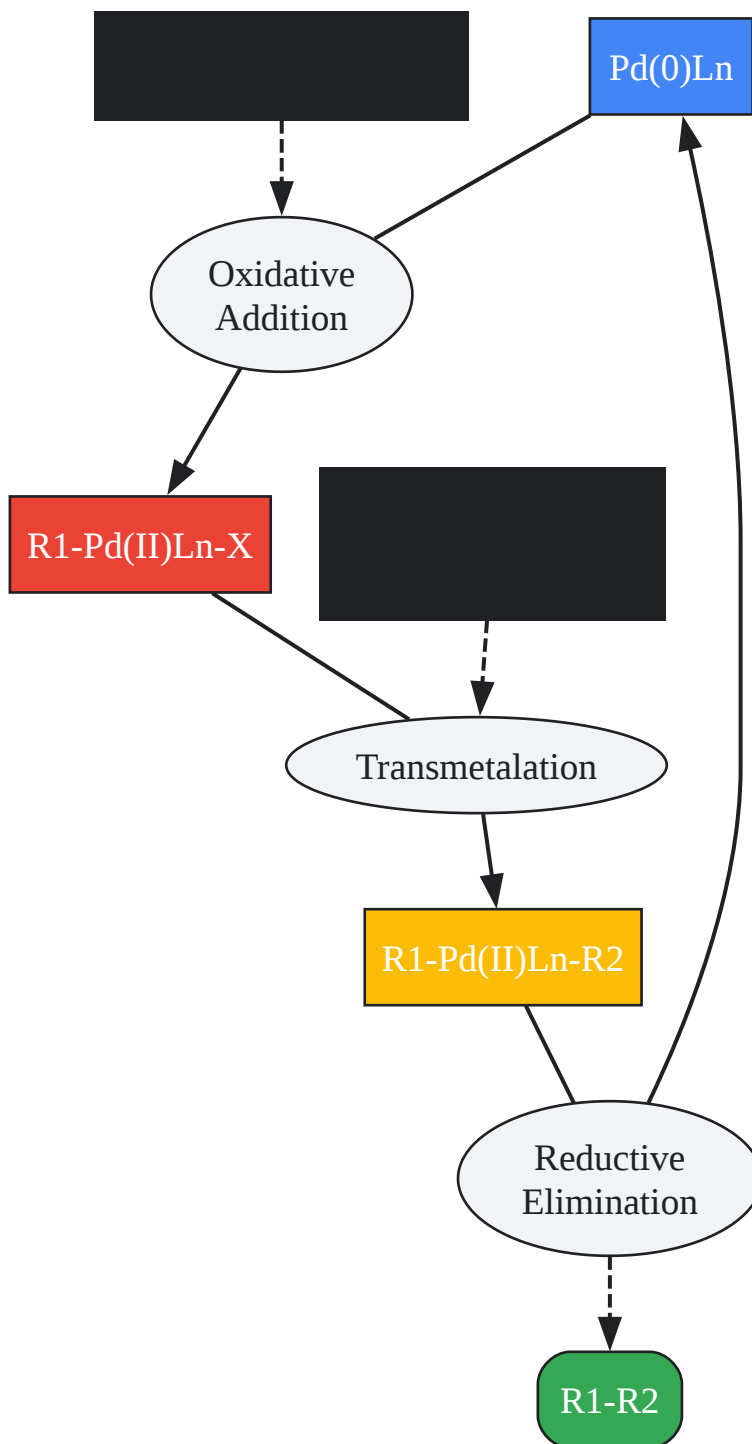 Pd(0)Ln
Oxidative
Addition
R1-Pd(II)Ln-X
Transmetalation
R1-Pd(II)Ln-R2
Reductive
Elimination
R1-R2